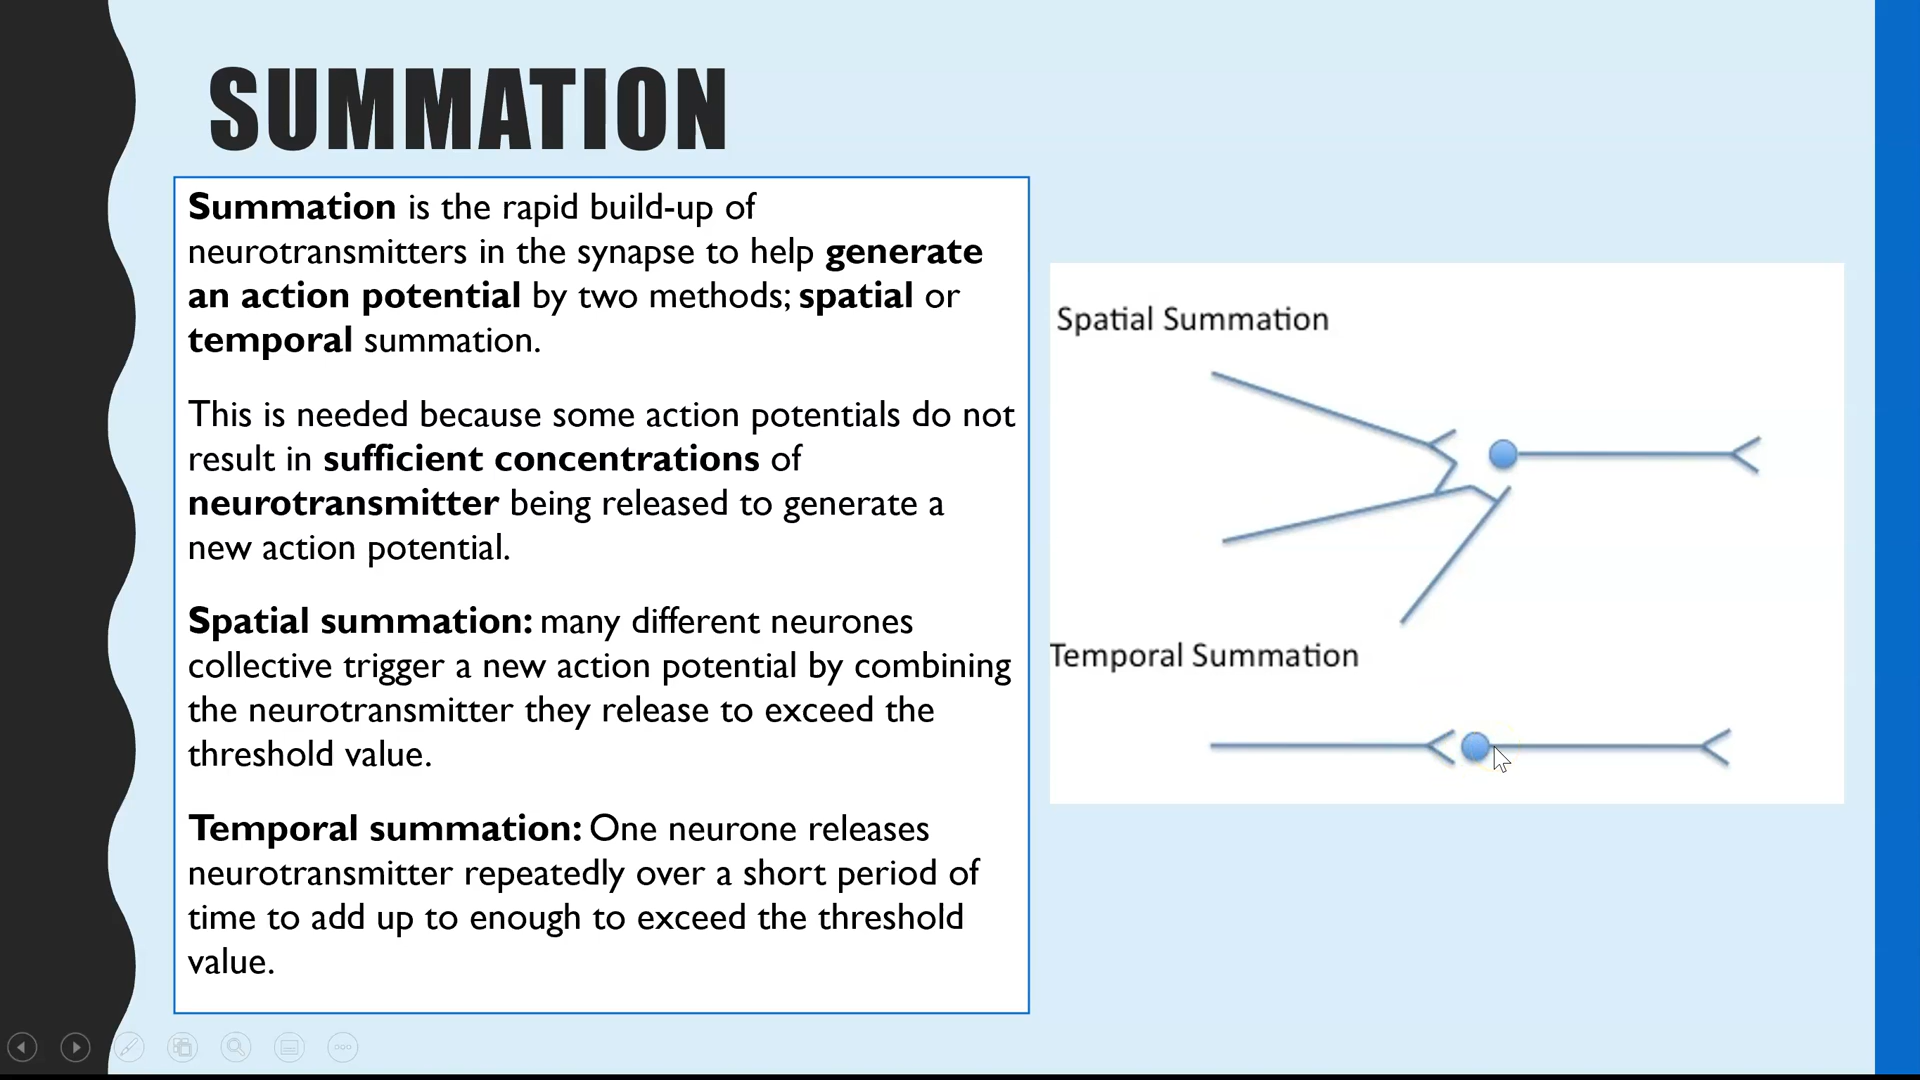 SUMMATION
Summation is the rapid build-up of
neurotransmitters in the synapse to help generate
an action potential by two methods; spatial or
temporal summation.
This is needed because some action potentials do not
result in sufficient concentrations of
neurotransmitter being released to generate a
new action potential.
Spatial summation: many different neurones
collective trigger a new action potential by combining
the neurotransmitter they release to exceed the
threshold value.
Temporal summation: One neurone releases
neurotransmitter repeatedly over a short period of
time to add up to enough to exceed the threshold
value.
Spatial Summation
Temporal Summation